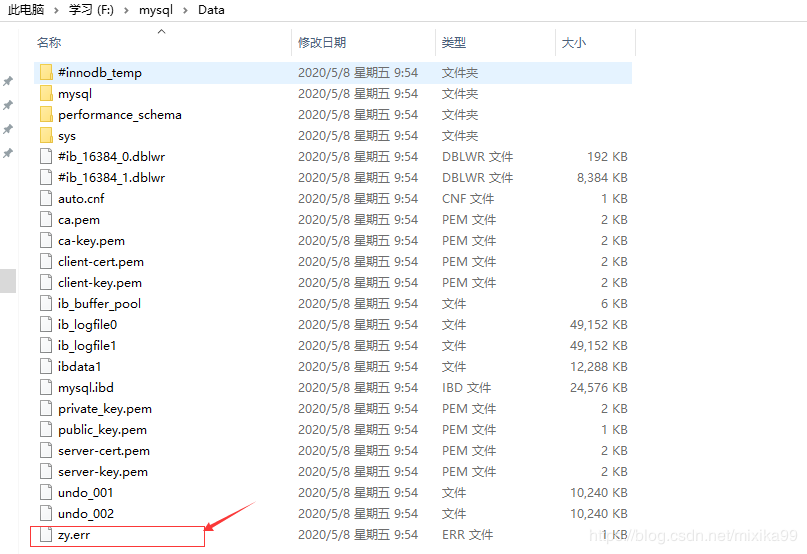 此电脑 > 学习 (F:) > mysql > Data
名称 修改日期 类型 大小
#innodb_temp 2020/5/8 星期五 9:54 文件夹
mysql 2020/5/8 星期五 9:54 文件夹
performance_schema 2020/5/8 星期五 9:54 文件夹
sys 2020/5/8 星期五 9:54 文件夹
#ib_16384_0.dblwr 2020/5/8 星期五 9:54 DBLWR 文件 192 KB
#ib_16384_1.dblwr 2020/5/8 星期五 9:54 DBLWR 文件 8,384 KB
auto.cnf 2020/5/8 星期五 9:54 CNF 文件 1 KB
ca.pem 2020/5/8 星期五 9:54 PEM 文件 2 KB
ca-key.pem 2020/5/8 星期五 9:54 PEM 文件 2 KB
client-cert.pem 2020/5/8 星期五 9:54 PEM 文件 2 KB
client-key.pem 2020/5/8 星期五 9:54 PEM 文件 2 KB
ib_buffer_pool 2020/5/8 星期五 9:54 文件 6 KB
ib_logfile0 2020/5/8 星期五 9:54 文件 49,152 KB
ib_logfile1 2020/5/8 星期五 9:54 文件 49,152 KB
ibdata1 2020/5/8 星期五 9:54 文件 12,288 KB
mysql.ibd 2020/5/8 星期五 9:54 IBD 文件 24,576 KB
private_key.pem 2020/5/8 星期五 9:54 PEM 文件 2 KB
public_key.pem 2020/5/8 星期五 9:54 PEM 文件 1 KB
server-cert.pem 2020/5/8 星期五 9:54 PEM 文件 2 KB
server-key.pem 2020/5/8 星期五 9:54 PEM 文件 2 KB
undo_001 2020/5/8 星期五 9:54 文件 10,240 KB
undo_002 2020/5/8 星期五 9:54 文件 10,240 KB
zy.err 2020/5/8 星期五 9:54 ERR 文件 1 KB
https://blog.csdn.net/mixika99